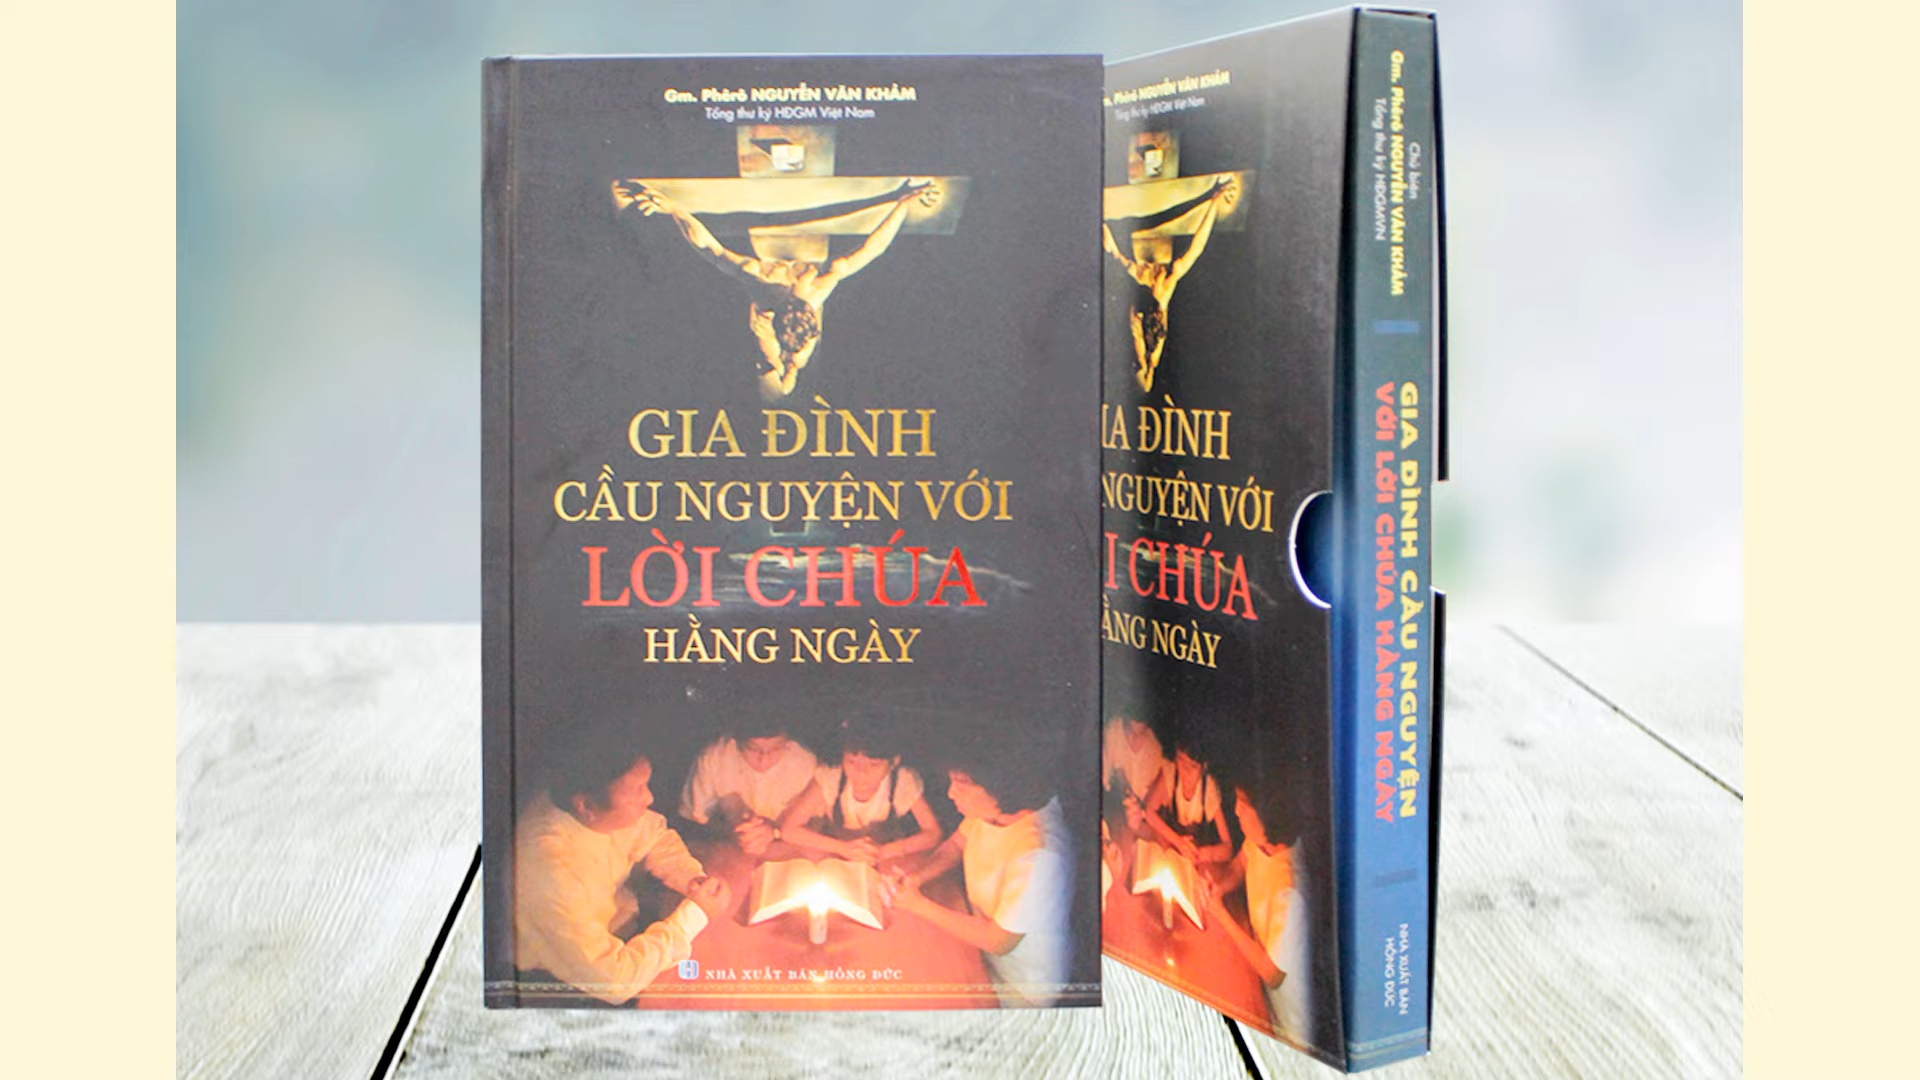 Gm. Phêrô NGUYỄN VĂN KHẢM
Tổng thư ký HĐGM Việt Nam
GIA ĐÌNH
CẦU NGUYỆN VỚI
LỜI CHÚA
HẰNG NGÀY
NHÀ XUẤT BẢN HỒNG ĐỨC
Phêrô NGUYỄN VĂN KHẢM
Tổng thư ký HĐGM Việt Nam
ĐÌNH
NGUYỆN VỚI
CHÚA
NGÀY
Chủ biên
Gm. Phêrô NGUYỄN VĂN KHẢM
Tổng thư ký HĐGMVN
GIA ĐÌNH CẦU NGUYỆN
VỚI LỜI CHÚA HẰNG NGÀY
NHÀ XUẤT BẢN
HỒNG ĐỨC